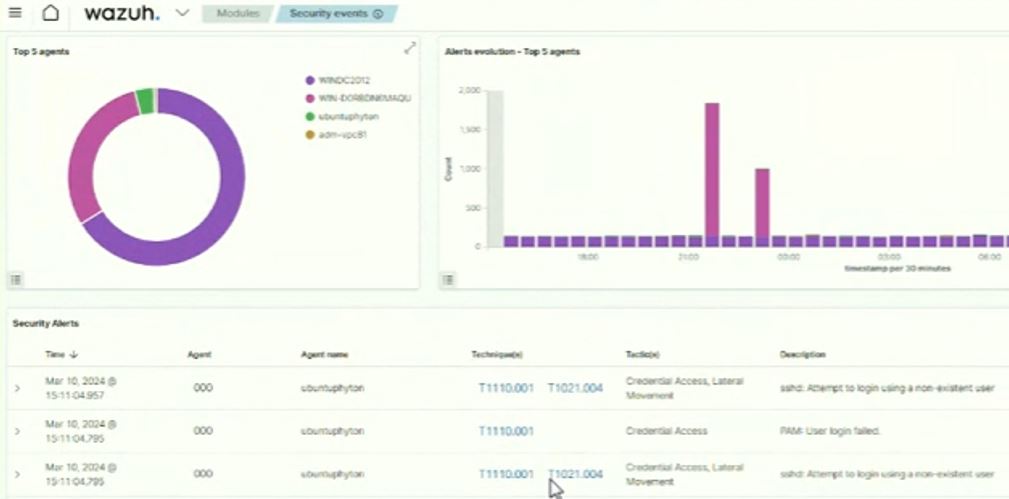 wazuh.
Modules
Security events
Top 5 agents
WINDC2012
ubuntuphyton
adm-vpc81
Alerts evolution - Top 5 agents
Count
2,000
1,500
1,000
500
0
18:00 21:00 00:00 03:00 06:00
timestamp per 30 minutes
Security Alerts
Time Agent Agent name Technique(s) Tactic(s) Description
Mar 10, 2024 @
15:11:04.957
000 ubuntuphyton T1110.001 T1021.004
Credential Access, Lateral
Movement
sshd: Attempt to login using a non-existent user
Mar 10, 2024 @
15:11:04.795
000 ubuntuphyton T1110.001 Credential Access PAM: User login failed.
Mar 10, 2024 @
15:11:04.795
000 ubuntuphyton T1110.001 T1021.004
Credential Access, Lateral
Movement
sshd: Attempt to login using a non-existent user